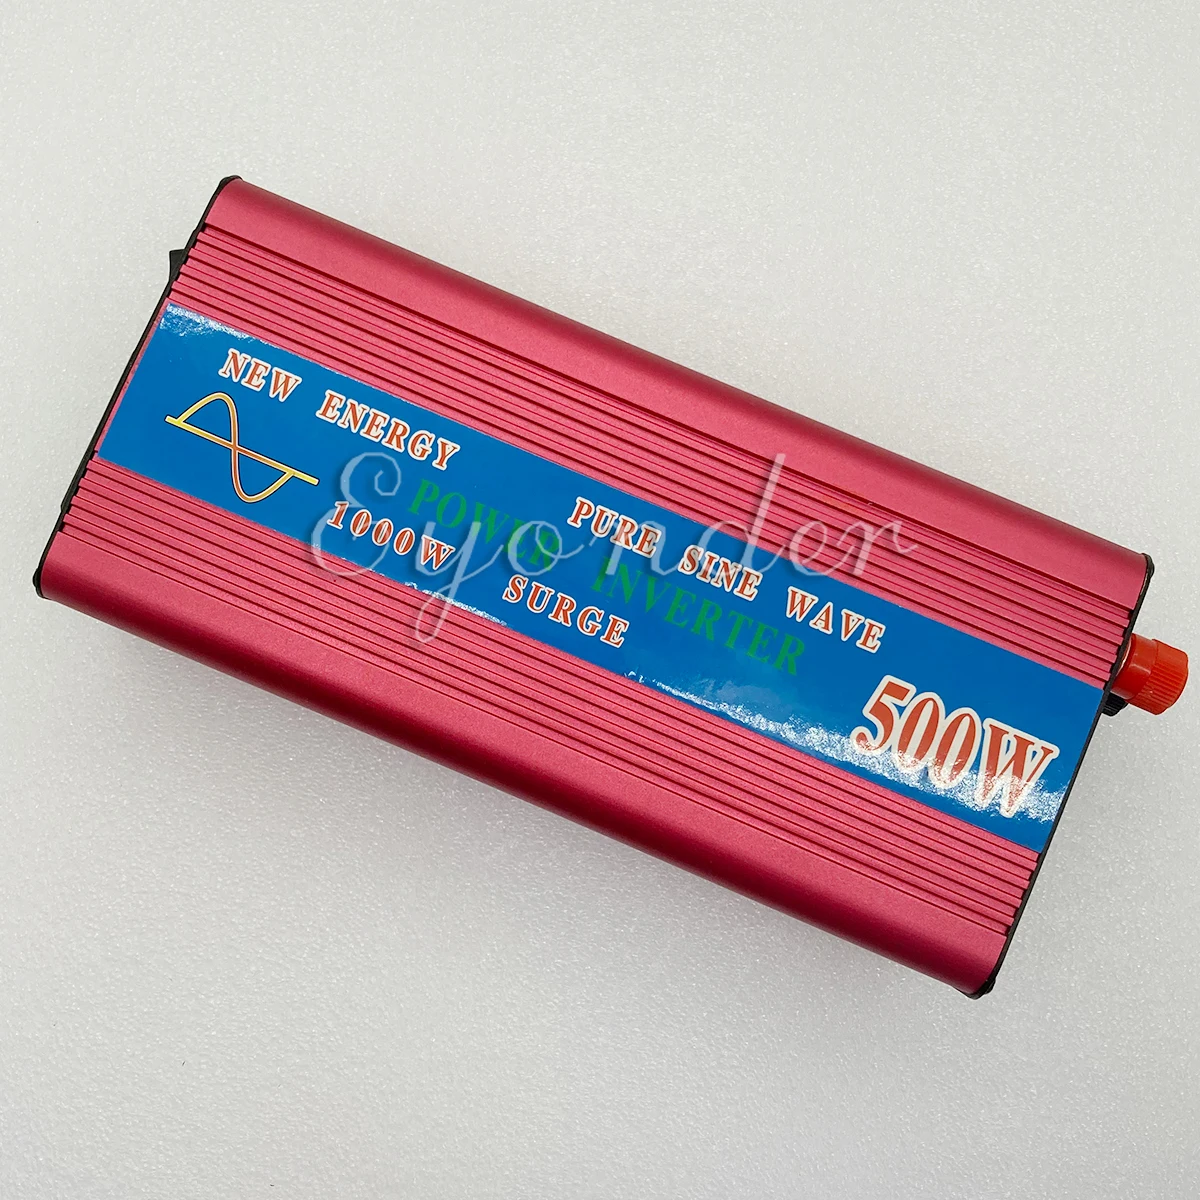 NEW ENERGY
PURE SINE WAVE
POWER INVERTER
1000W SURGE
500W
Eyonder